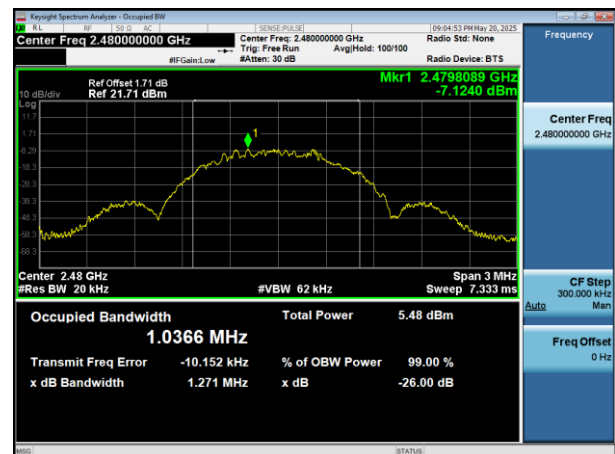 Keysight Spectrum Analyzer - Occupied BW
RL RF 50 Ω AC SENSE:PULSE 09:04:53 PM May 20, 2025
Center Freq 2.480000000 GHz
Center Freq: 2.480000000 GHz Radio Std: None
Trig: Free Run Avg|Hold: 100/100
#IFGain:Low #Atten: 30 dB Radio Device: BTS
Frequency
Mkr1 2.4798089 GHz
-7.1240 dBm
Ref Offset 1.71 dB
10 dB/div Ref 21.71 dBm
Log
11.7
1.71
-8.29
-18.3
-28.3
-38.3
-48.3
-58.3
-68.3
1
Center 2.48 GHz Span 3 MHz
#Res BW 20 kHz #VBW 62 kHz Sweep 7.333 ms
Occupied Bandwidth Total Power 5.48 dBm
1.0366 MHz
Transmit Freq Error -10.152 kHz % of OBW Power 99.00 %
x dB Bandwidth 1.271 MHz x dB -26.00 dB
Center Freq
2.480000000 GHz
CF Step
300.000 kHz
Auto Man
Freq Offset
0 Hz
MSG STATUS